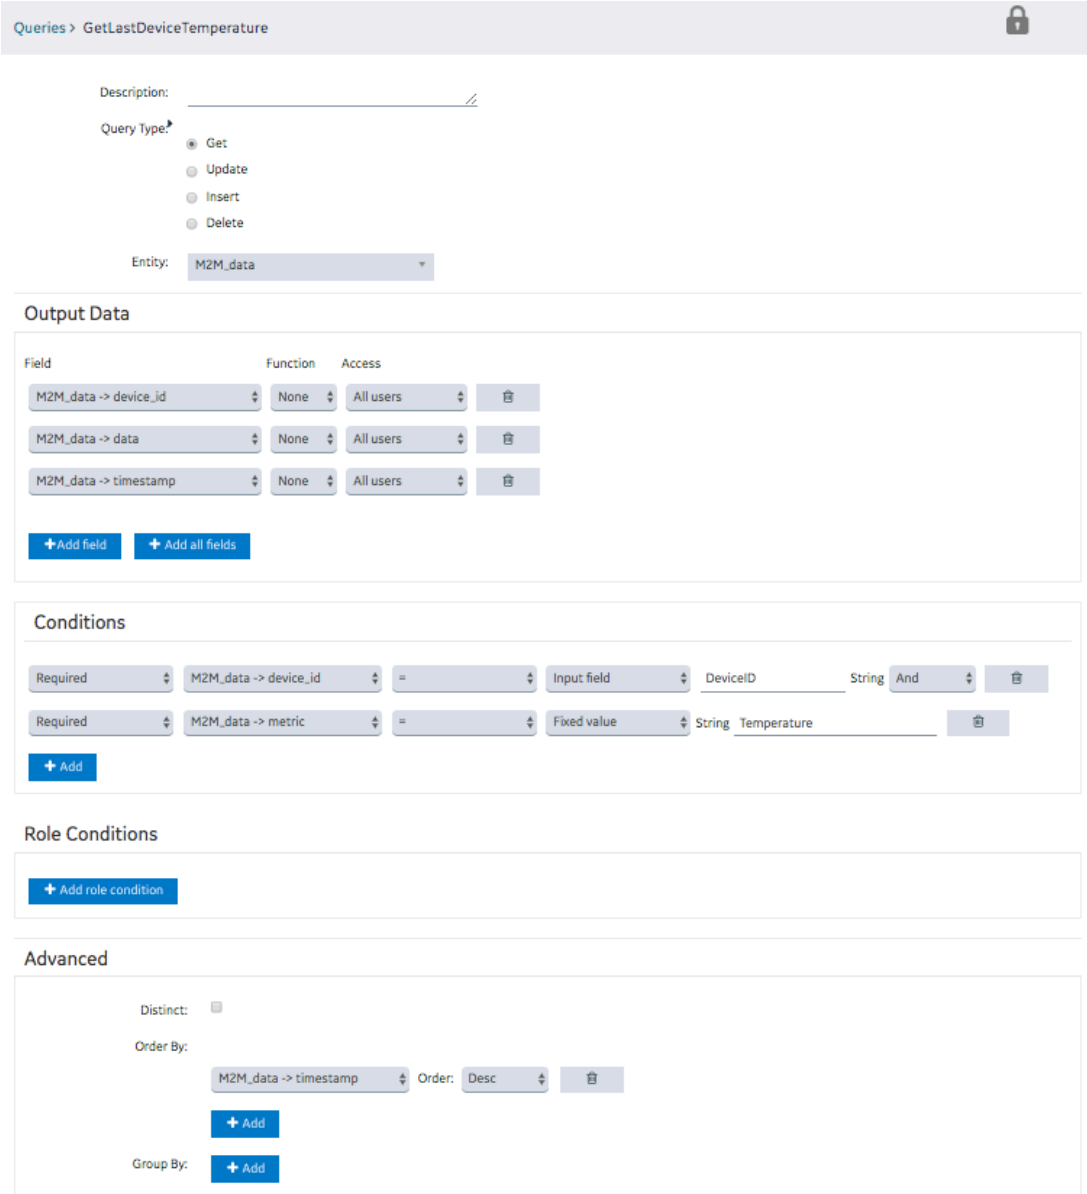 Queries > GetLastDeviceTemperature
Description:
Query Type:
Get
Update
Insert
Delete
Entity: M2M_data
Output Data
Field Function Access
M2M_data -> device_id None All users
M2M_data -> data None All users
M2M_data -> timestamp None All users
+Add field + Add all fields
Conditions
Required M2M_data -> device_id = Input field DeviceID String And
Required M2M_data -> metric = Fixed value String Temperature
+ Add
Role Conditions
+ Add role condition
Advanced
Distinct:
Order By:
M2M_data -> timestamp Order: Desc
+ Add
Group By: + Add